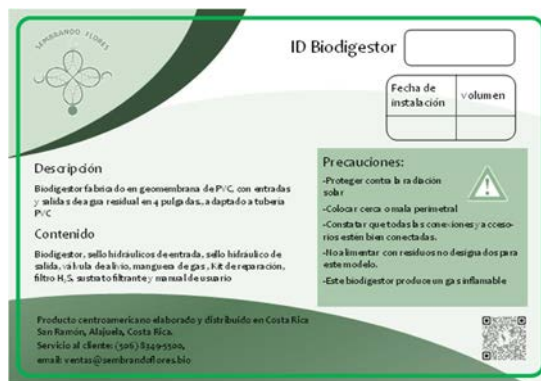 SEMBRANDO FLORES
ID Biodigestor
Fecha de
instalación
volumen
Descripción
Biodigestor fabricado en geomembrana de PVC, con entradas
y salidas de agua residual en 4 pulgadas., adaptado a tubería
PVC
Contenido
Biodigestor, sello hidráulicos de entrada, sello hidráulico de
salida, válvula de alivio, manguera de gas , Kit de reparación,
filtro H₂S, sustrato filtrante y manual de usuario
Precauciones:
-Proteger contra la radiación
solar
-Colocar cerca o mala perimetral
-Constatar que todas las conexiones y acceso-
rios estén bien conectadas.
-No alimentar con residuos no designados para
este modelo.
-Este biodigestor produce un gas inflamable
Producto centroamericano elaborado y distribuido en Costa Rica
San Ramón, Alajuela, Costa Rica.
Servicio al cliente: (506) 8349-5500,
email: ventas@sembrandoflores.bio